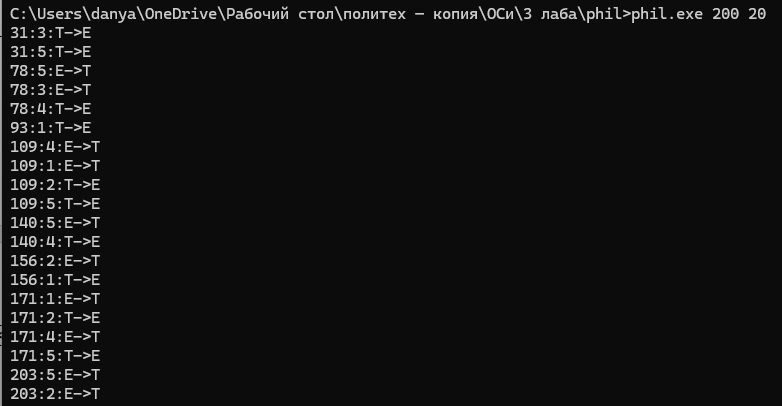 C:\Users\danya\OneDrive\Рабочий стол\политех — копия\ОСи\3 лаба\phil>phil.exe 200 20
31:3:T->E
31:5:T->E
78:5:E->T
78:3:E->T
78:4:T->E
93:1:T->E
109:4:E->T
109:1:E->T
109:2:T->E
109:5:T->E
140:5:E->T
140:4:T->E
156:2:E->T
156:1:T->E
171:1:E->T
171:2:T->E
171:4:E->T
171:5:T->E
203:5:E->T
203:2:E->T